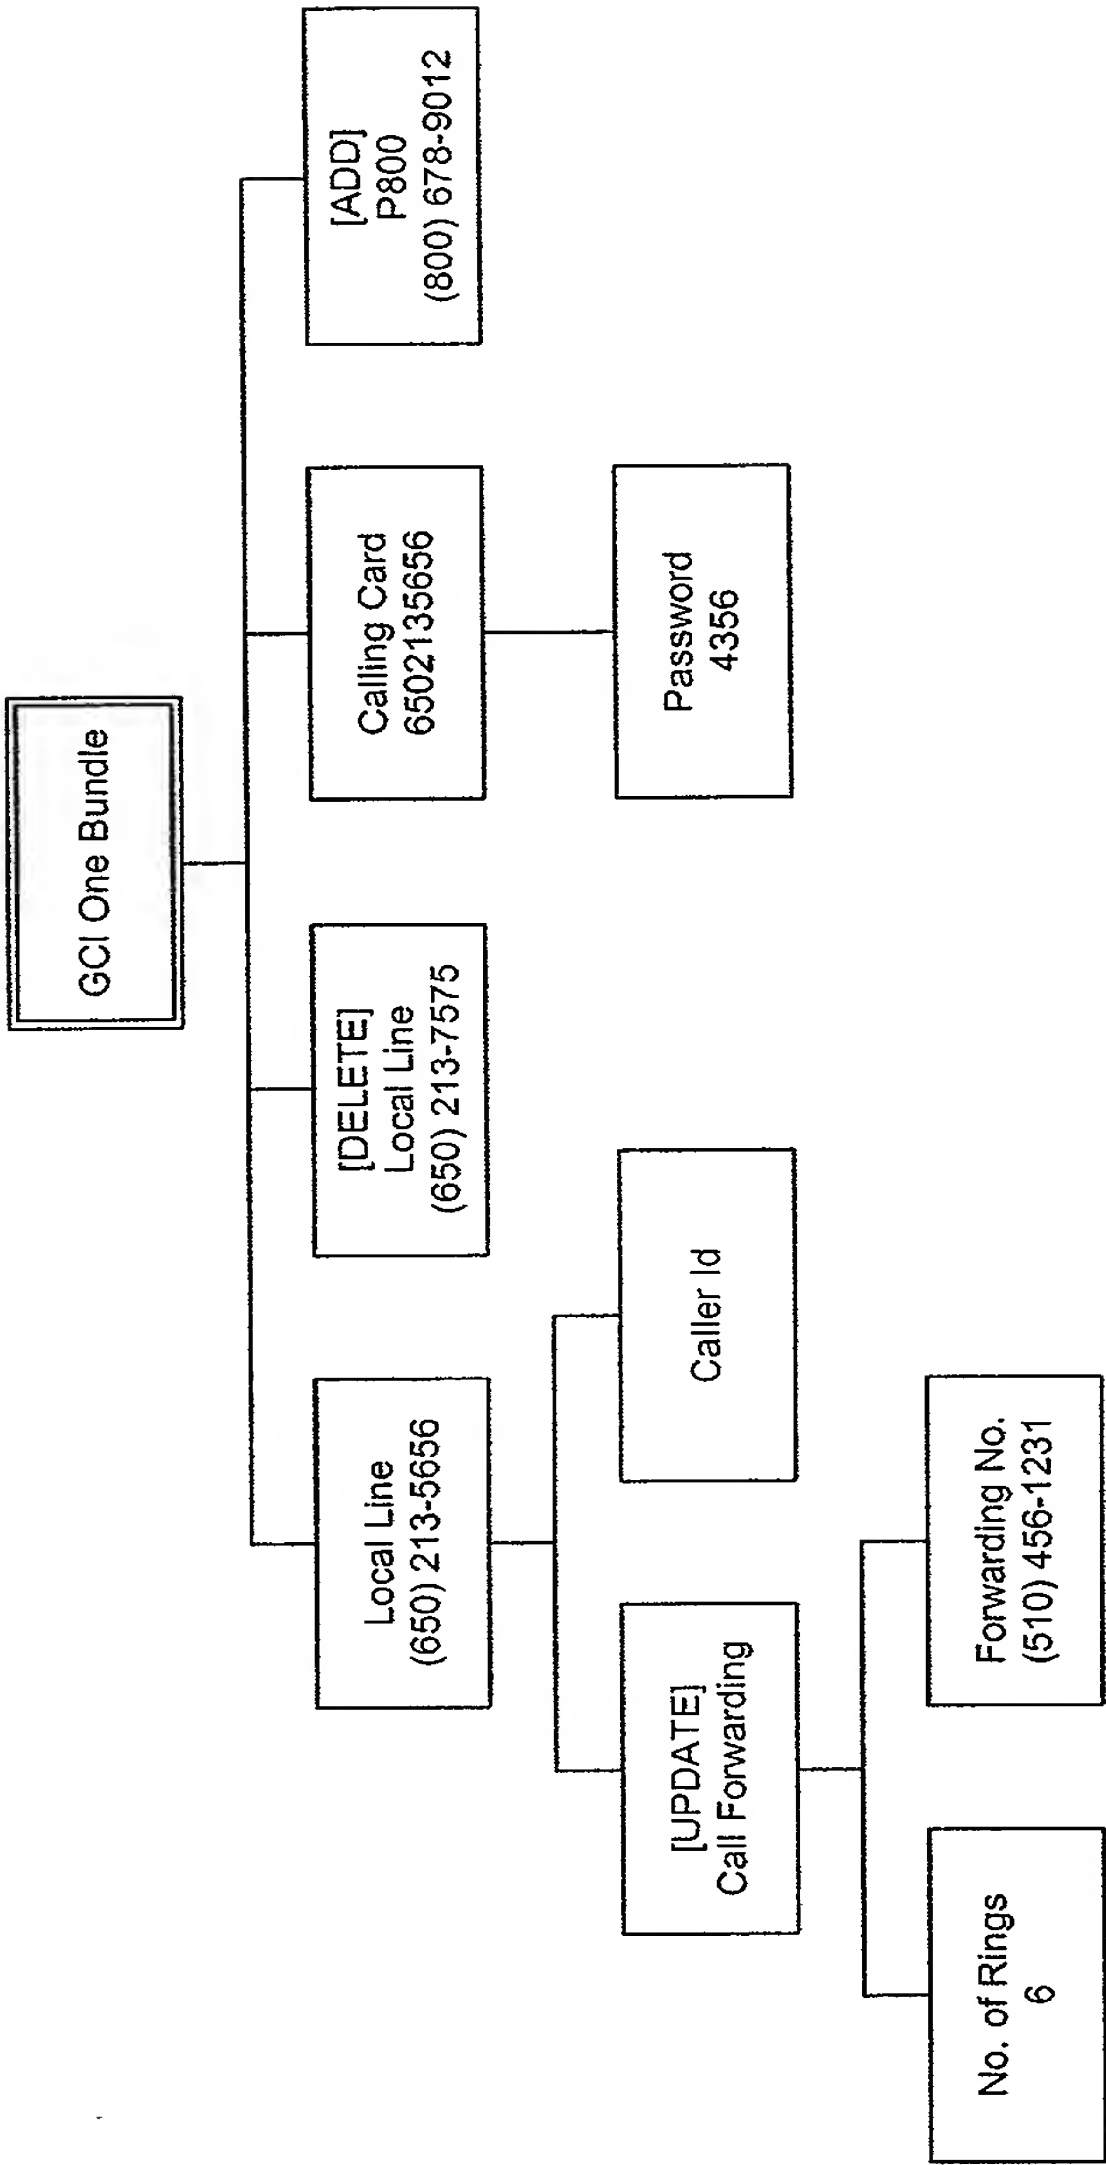 GCI One Bundle
Local Line
(650) 213-5656
[DELETE]
Local Line
(650) 213-7575
Calling Card
6502135656
[ADD]
P800
(800) 678-9012
[UPDATE]
Call Forwarding
Caller Id
Password
4356
No. of Rings
6
Forwarding No.
(510) 456-1231